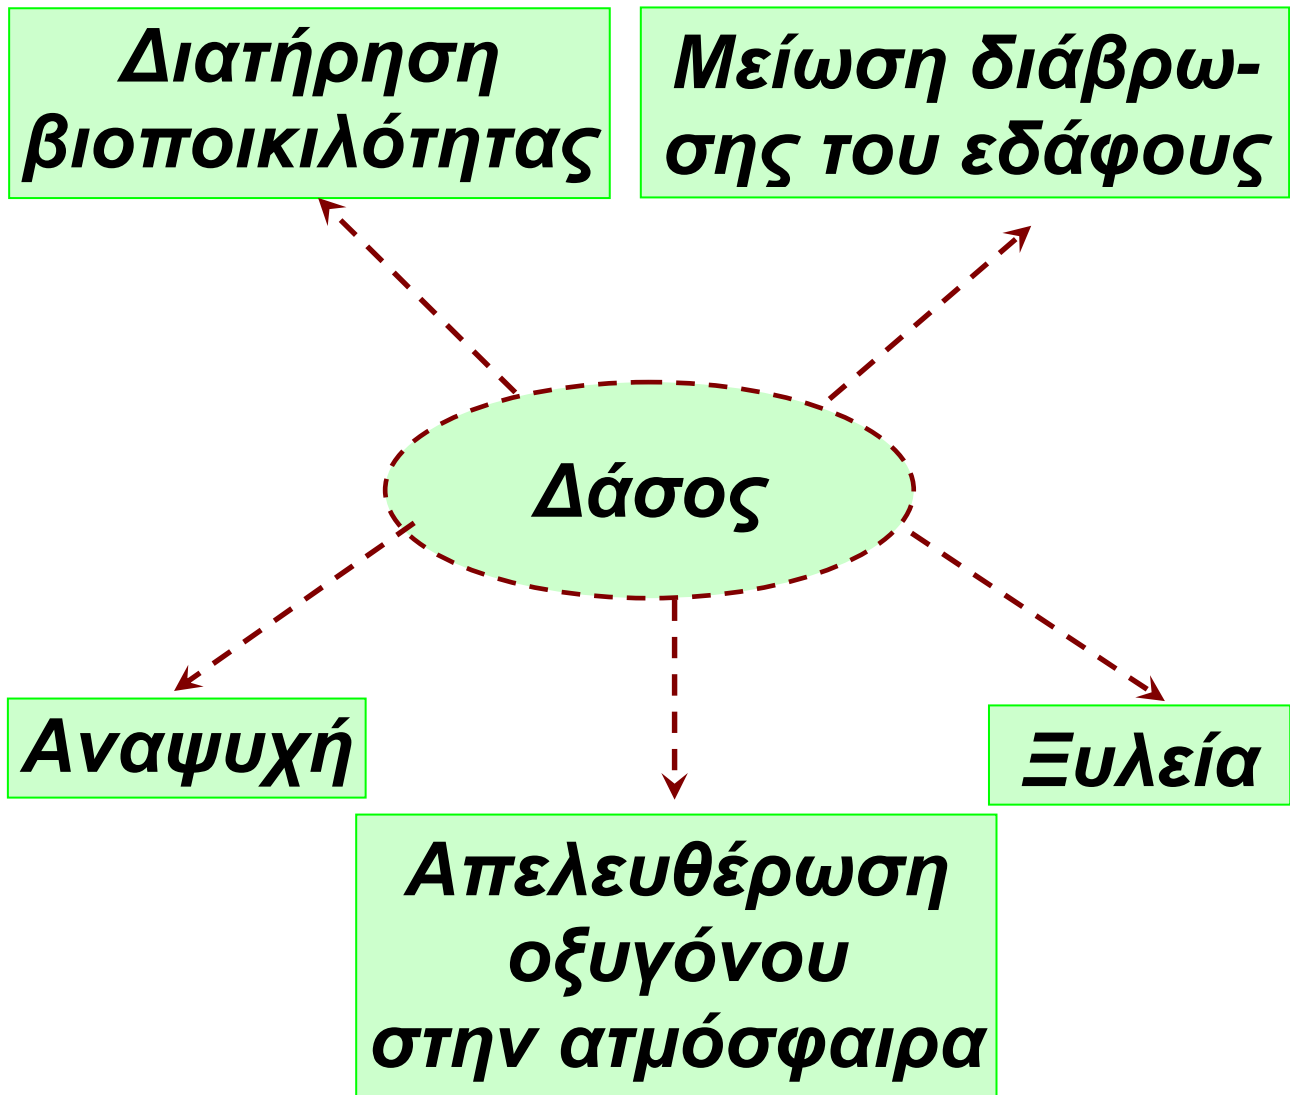 Διατήρηση
βιοποικιλότητας
Μείωση διάβρω-
σης του εδάφους
Δάσος
Αναψυχή
Ξυλεία
Απελευθέρωση
οξυγόνου
στην ατμόσφαιρα